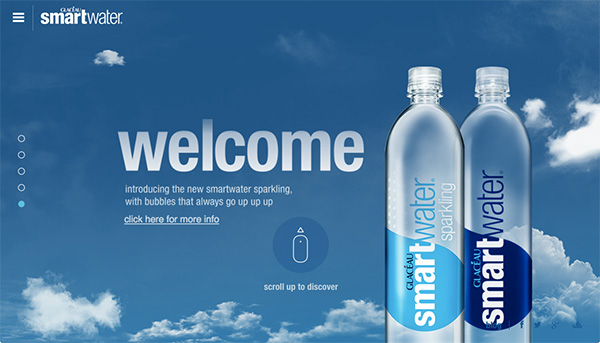 GLACÉAU
smartwater
welcome
introducing the new smartwater sparkling,
with bubbles that always go up up up
click here for more info
scroll up to discover
GLACÉAU
smartwater
sparkling
GLACÉAU
smartwater
blog